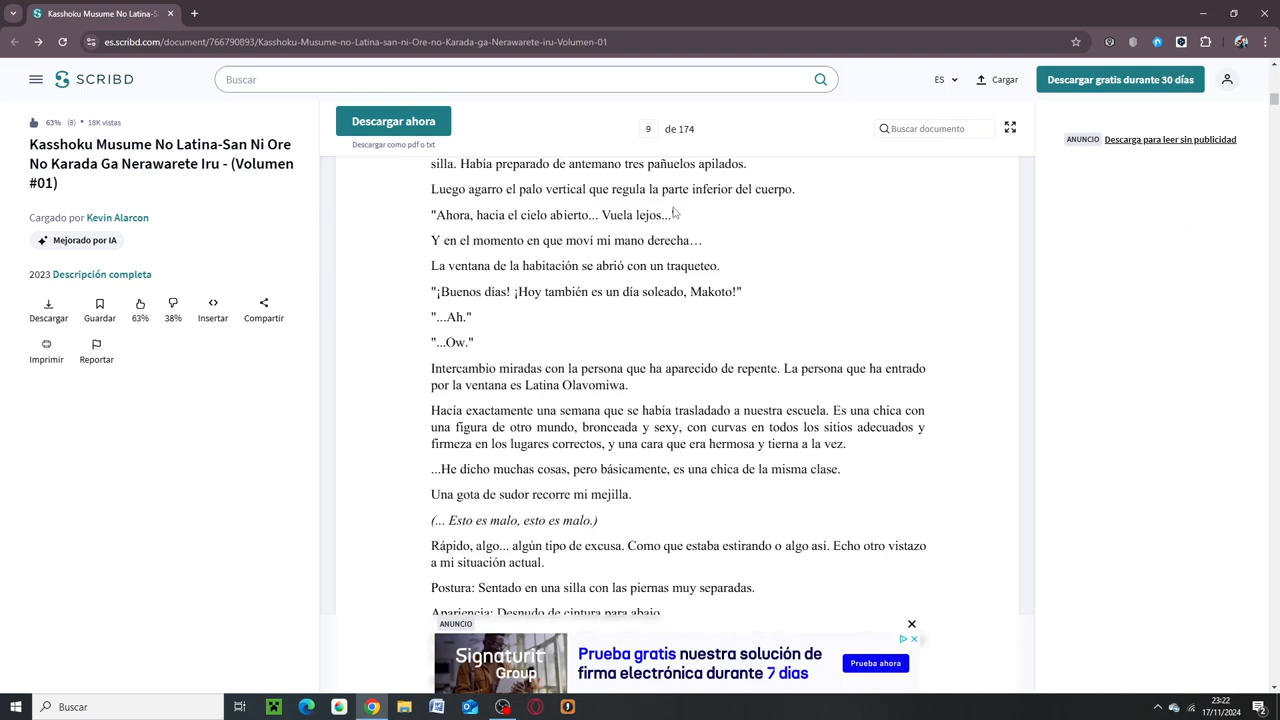 Kasshoku Musume No Latina-S
es.scribd.com/document/766790893/Kasshoku-Musume-no-Latina-san-ni-Ore-no-Karada-ga-Nerawarete-Iru-Volumen-01
SCRIBD
Buscar
ES
Cargar
Descargar gratis durante 30 días
63% (8) • 18K vistas
Kasshoku Musume No Latina-San Ni Ore
No Karada Ga Nerawarete Iru - (Volumen
#01)
Cargado por Kevin Alarcon
Mejorado por IA
2023 Descripción completa
Descargar
Guardar
63%
38%
Insertar
Compartir
Imprimir
Reportar
Descargar ahora
Descargar como pdf o txt
9 de 174
Buscar documento
silla. Había preparado de antemano tres pañuelos apilados.
Luego agarro el palo vertical que regula la parte inferior del cuerpo.
"Ahora, hacia el cielo abierto... Vuela lejos..."
Y en el momento en que moví mi mano derecha…
La ventana de la habitación se abrió con un traqueteo.
"¡Buenos días! ¡Hoy también es un día soleado, Makoto!"
"...Ah."
"...Ow."
Intercambio miradas con la persona que ha aparecido de repente. La persona que ha entrado
por la ventana es Latina Olavomiwa.
Hacía exactamente una semana que se había trasladado a nuestra escuela. Es una chica con
una figura de otro mundo, bronceada y sexy, con curvas en todos los sitios adecuados y
firmeza en los lugares correctos, y una cara que era hermosa y tierna a la vez.
...He dicho muchas cosas, pero básicamente, es una chica de la misma clase.
Una gota de sudor recorre mi mejilla.
(... Esto es malo, esto es malo.)
Rápido, algo... algún tipo de excusa. Como que estaba estirando o algo así. Echo otro vistazo
a mi situación actual.
Postura: Sentado en una silla con las piernas muy separadas.
Apariencia: Desnudo de cintura para abajo
ANUNCIO
Signaturit
Group
Prueba gratis nuestra solución de
firma electrónica durante 7 dias
Prueba ahora
ANUNCIO Descarga para leer sin publicidad
Buscar
23:22
17/11/2024
2